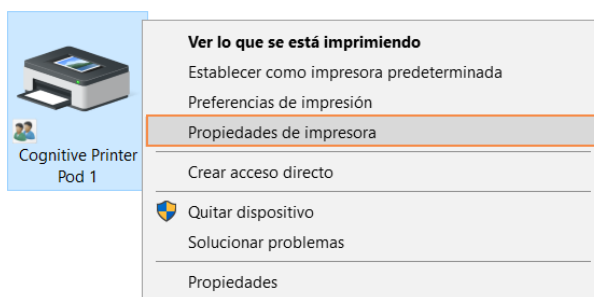 Cognitive Printer
Pod 1
Ver lo que se está imprimiendo
Establecer como impresora predeterminada
Preferencias de impresión
Propiedades de impresora
Crear acceso directo
Quitar dispositivo
Solucionar problemas
Propiedades